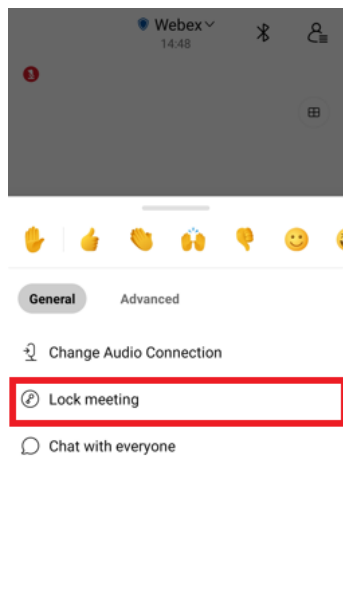 Webex
14:48
General Advanced
Change Audio Connection
Lock meeting
Chat with everyone